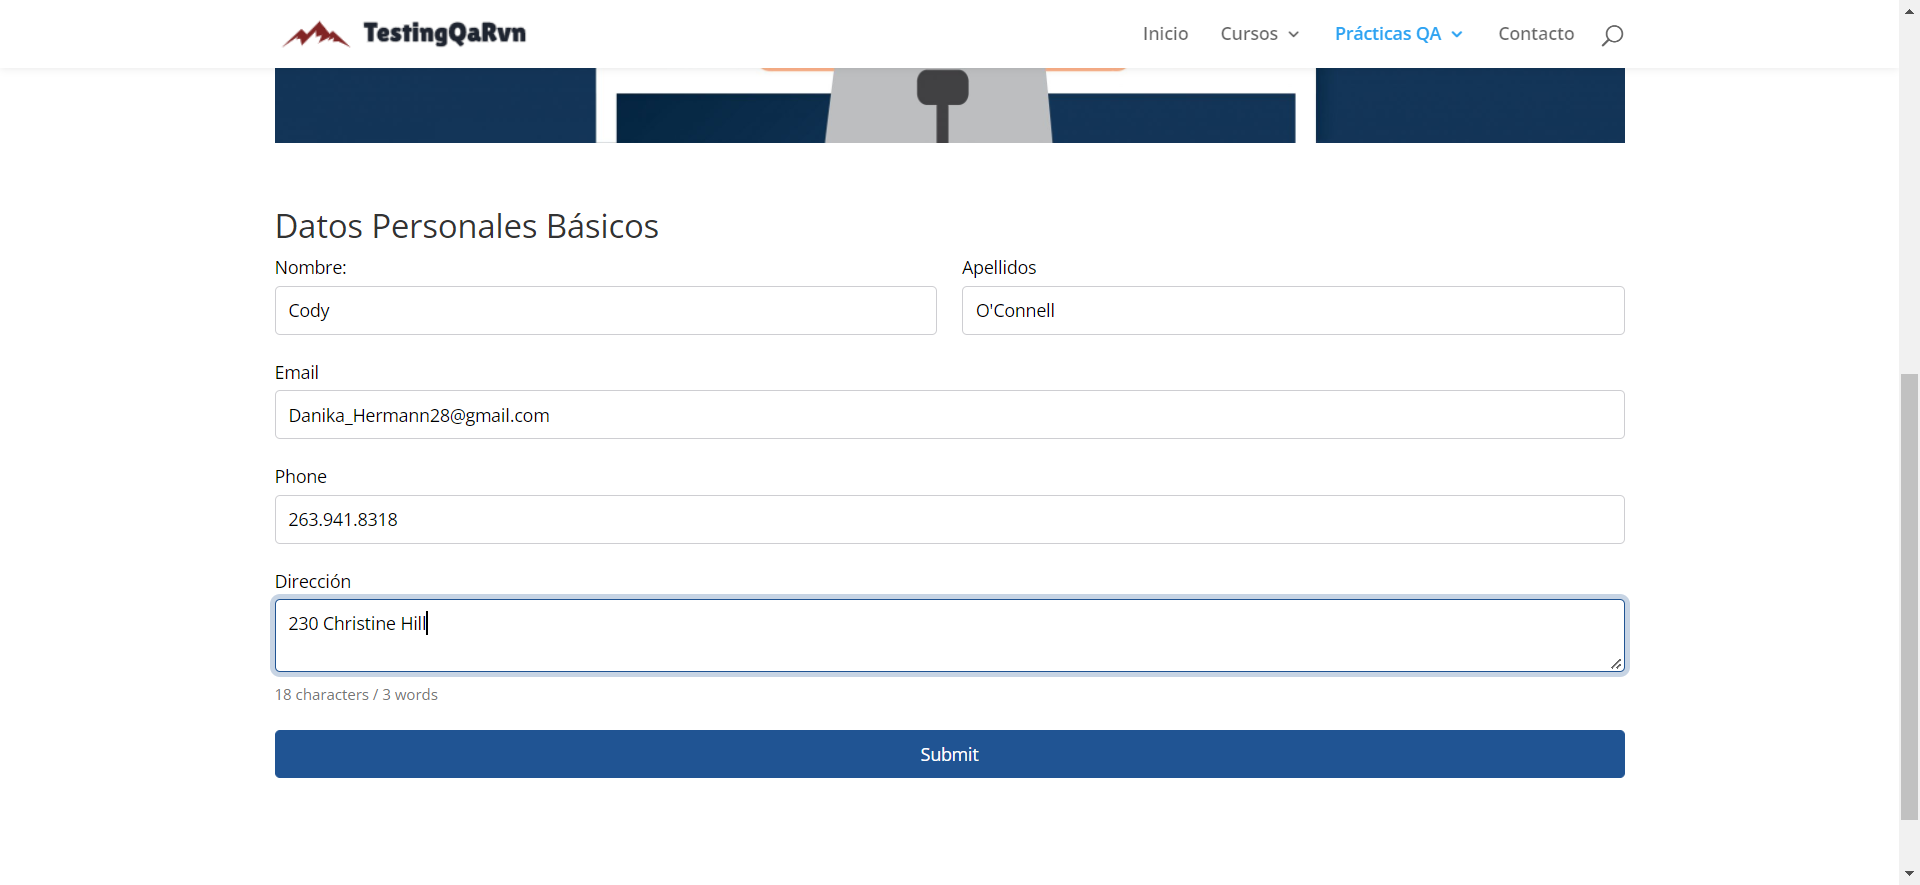 TestingQaRvn
Inicio Cursos Prácticas QA Contacto
Datos Personales Básicos
Nombre: Apellidos
Cody O'Connell
Email
Danika_Hermann28@gmail.com
Phone
263.941.8318
Dirección
230 Christine Hill
18 characters / 3 words
Submit